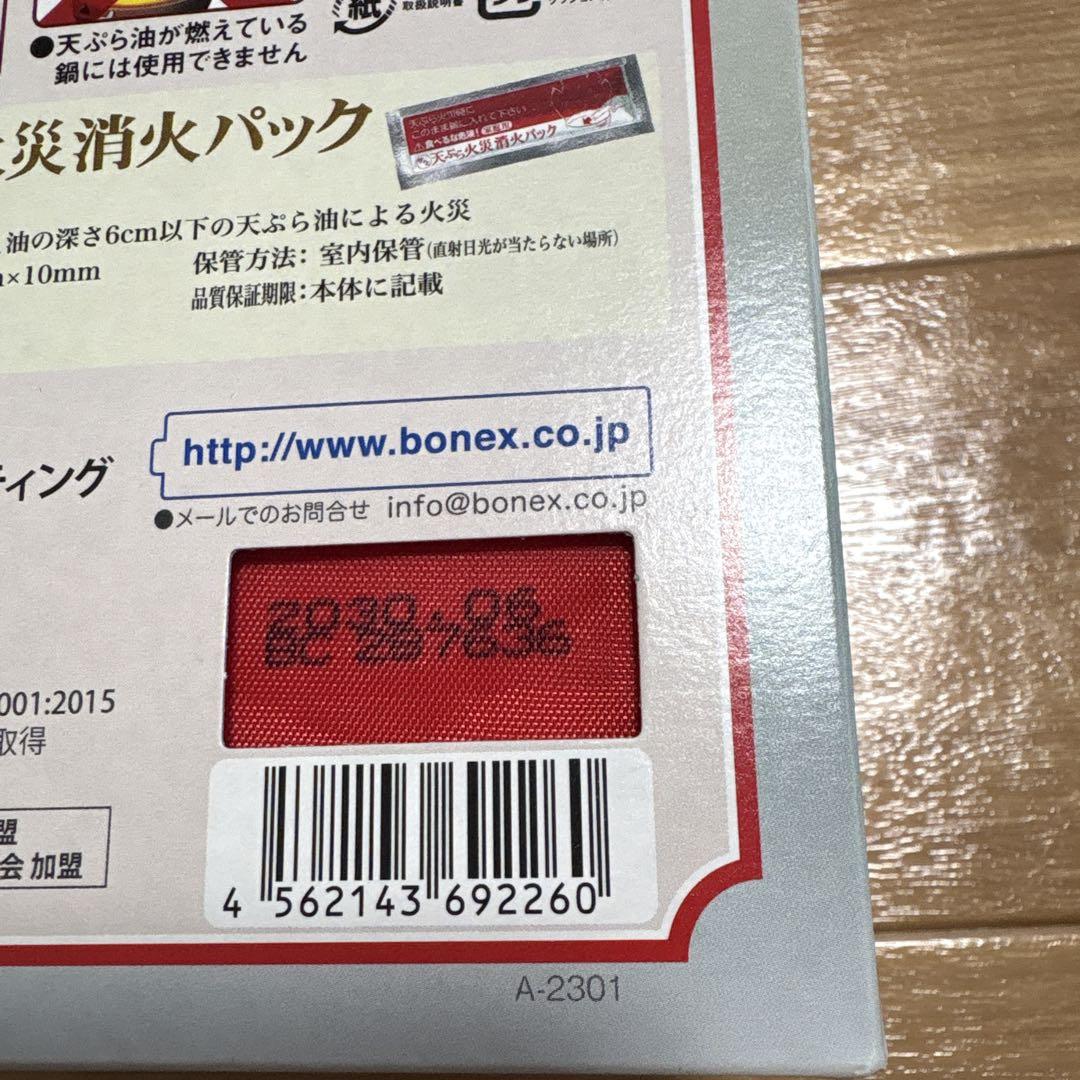 紙
取扱説明書
●天ぷら油が燃えている
鍋には使用できません
災消火パック
天ぷら火災時に
このまま鍋に入れて下さい
食べるな危険!
天ぷら火災消火パック
油の深さ6cm以下の天ぷら油による火災
×10mm
保管方法：室内保管(直射日光が当たらない場所)
品質保証期限：本体に記載
ティング
http://www.bonex.co.jp
●メールでのお問合せ info@bonex.co.jp
2030.06
001:2015
取得
盟
会 加盟
4 562143 692260
A-2301